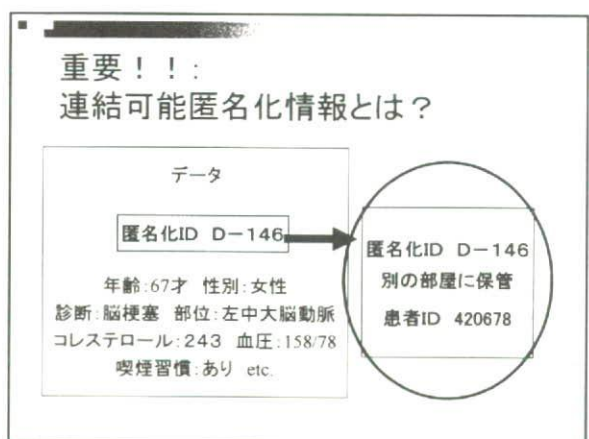 重要！！：
連結可能匿名化情報とは？
データ
匿名化ID D－146
年齢：67才 性別：女性
診断：脳梗塞 部位：左中大脳動脈
コレステロール：243 血圧：158/78
喫煙習慣：あり etc.
匿名化ID D－146
別の部屋に保管
患者ID 420678